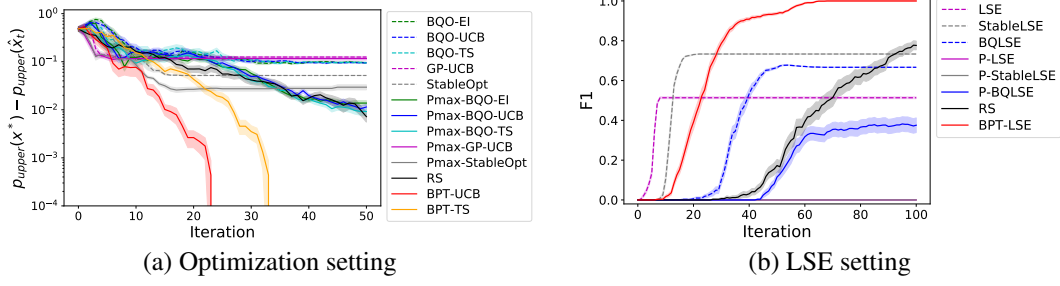 p_upper(x*) − p_upper(x̂_t)
10⁰
10⁻¹
10⁻²
10⁻³
10⁻⁴
0 10 20 30 40 50
Iteration
BQO-EI
BQO-UCB
BQO-TS
GP-UCB
StableOpt
Pmax-BQO-EI
Pmax-BQO-UCB
Pmax-BQO-TS
Pmax-GP-UCB
Pmax-StableOpt
RS
BPT-UCB
BPT-TS
(a) Optimization setting
F1
1.0
0.8
0.6
0.4
0.2
0.0
0 20 40 60 80 100
Iteration
LSE
StableLSE
BQLSE
P-LSE
P-StableLSE
P-BQLSE
RS
BPT-LSE
(b) LSE setting